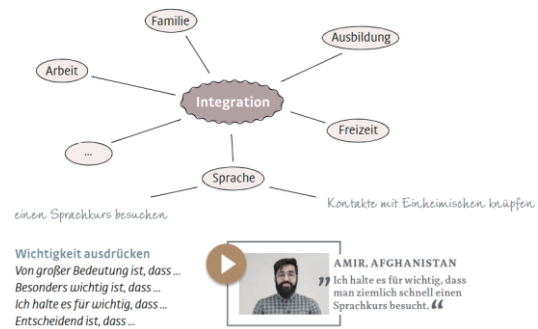 Familie
Ausbildung
Arbeit
Integration
Freizeit
...
Sprache
einen Sprachkurs besuchen
Kontakte mit Einheimischen knüpfen
Wichtigkeit ausdrücken
Von großer Bedeutung ist, dass ...
Besonders wichtig ist, dass ...
Ich halte es für wichtig, dass ...
Entscheidend ist, dass ...
AMIR, AFGHANISTAN
„Ich halte es für wichtig, dass
man ziemlich schnell einen
Sprachkurs besucht.“